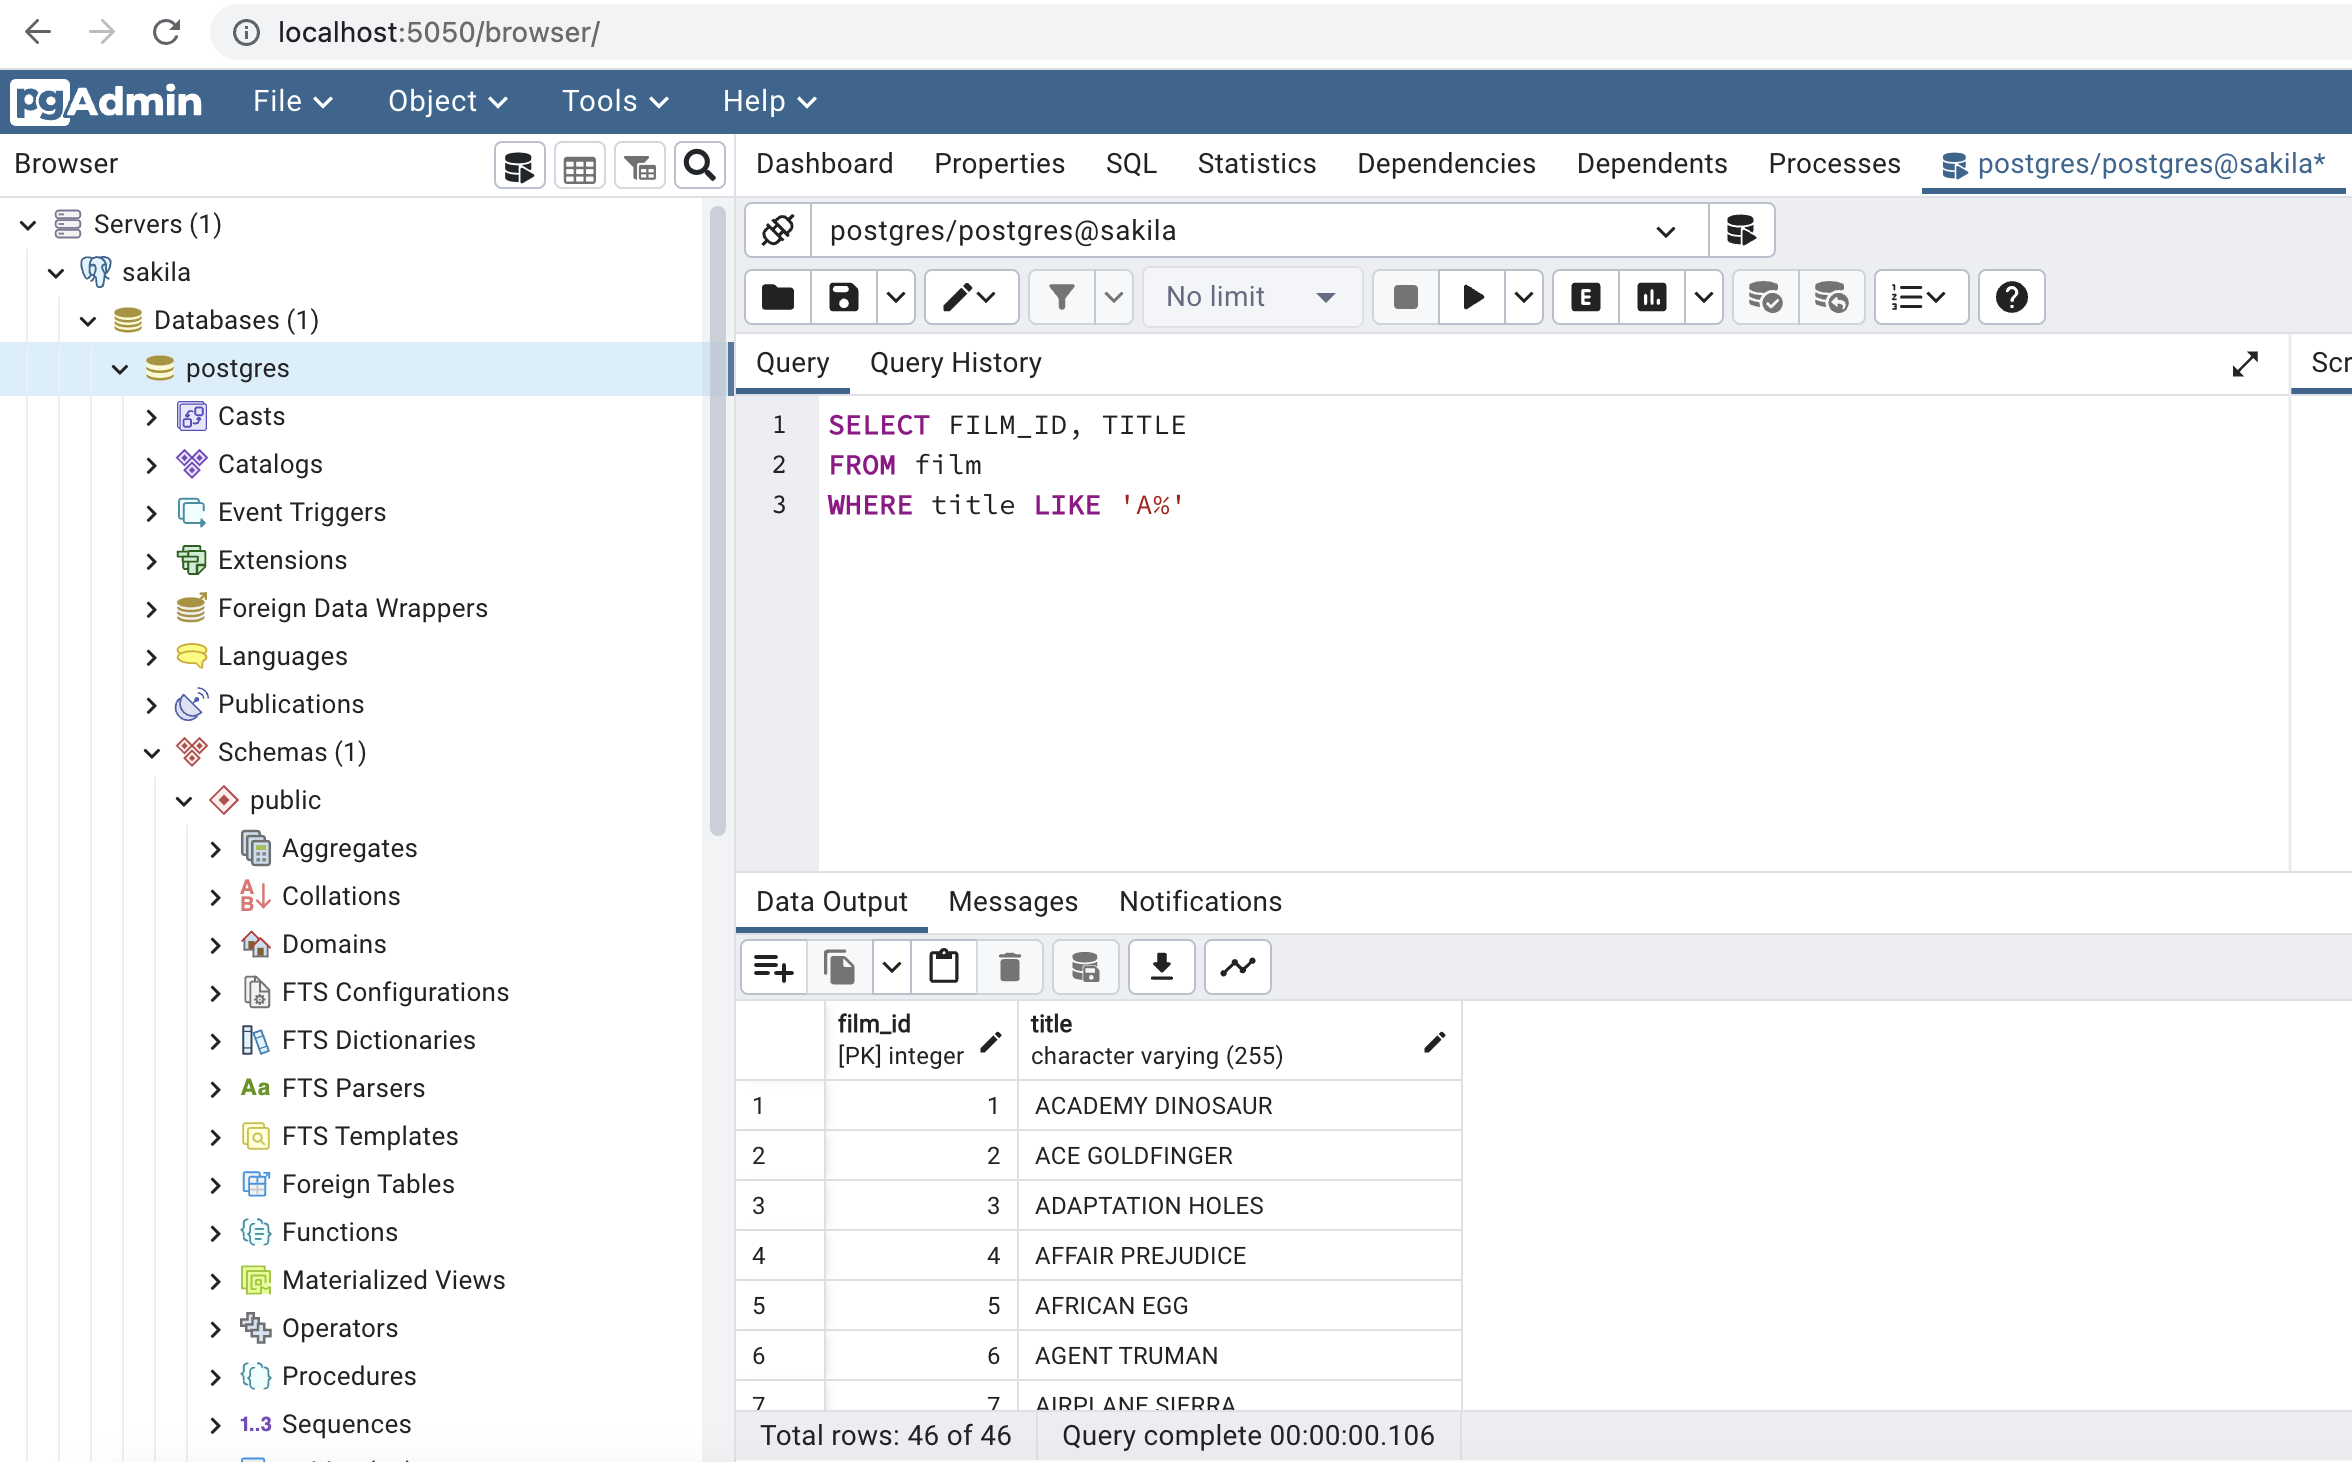 localhost:5050/browser/
pgAdmin File Object Tools Help
Browser
Dashboard Properties SQL Statistics Dependencies Dependents Processes postgres/postgres@sakila*
Servers (1)
sakila
Databases (1)
postgres
Casts
Catalogs
Event Triggers
Extensions
Foreign Data Wrappers
Languages
Publications
Schemas (1)
public
Aggregates
Collations
Domains
FTS Configurations
FTS Dictionaries
Aa FTS Parsers
FTS Templates
Foreign Tables
Functions
Materialized Views
Operators
Procedures
1..3 Sequences
postgres/postgres@sakila
No limit
E
Query Query History
Scr
1 SELECT FILM_ID, TITLE
2 FROM film
3 WHERE title LIKE 'A%'
Data Output Messages Notifications
film_id title
[PK] integer character varying (255)
1 1 ACADEMY DINOSAUR
2 2 ACE GOLDFINGER
3 3 ADAPTATION HOLES
4 4 AFFAIR PREJUDICE
5 5 AFRICAN EGG
6 6 AGENT TRUMAN
7 7 AIRPLANE SIERRA
Total rows: 46 of 46 Query complete 00:00:00.106